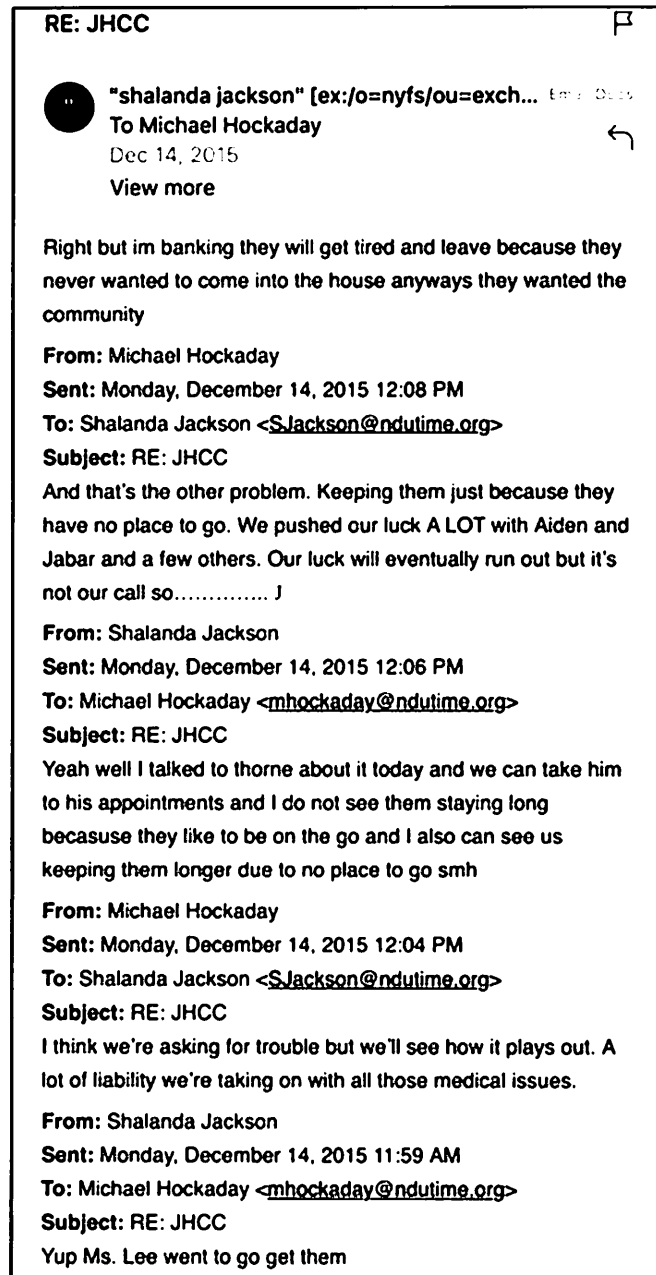 RE: JHCC
"shalanda jackson" [ex:/o=nyfs/ou=exch...
To Michael Hockaday
Dec 14, 2015
View more
Right but im banking they will get tired and leave because they
never wanted to come into the house anyways they wanted the
community
From: Michael Hockaday
Sent: Monday, December 14, 2015 12:08 PM
To: Shalanda Jackson <SJackson@ndutime.org>
Subject: RE: JHCC
And that's the other problem. Keeping them just because they
have no place to go. We pushed our luck A LOT with Aiden and
Jabar and a few others. Our luck will eventually run out but it's
not our call so.............. J
From: Shalanda Jackson
Sent: Monday, December 14, 2015 12:06 PM
To: Michael Hockaday <mhockaday@ndutime.org>
Subject: RE: JHCC
Yeah well I talked to thorne about it today and we can take him
to his appointments and I do not see them staying long
becasuse they like to be on the go and I also can see us
keeping them longer due to no place to go smh
From: Michael Hockaday
Sent: Monday, December 14, 2015 12:04 PM
To: Shalanda Jackson <SJackson@ndutime.org>
Subject: RE: JHCC
I think we're asking for trouble but we'll see how it plays out. A
lot of liability we're taking on with all those medical issues.
From: Shalanda Jackson
Sent: Monday, December 14, 2015 11:59 AM
To: Michael Hockaday <mhockaday@ndutime.org>
Subject: RE: JHCC
Yup Ms. Lee went to go get them